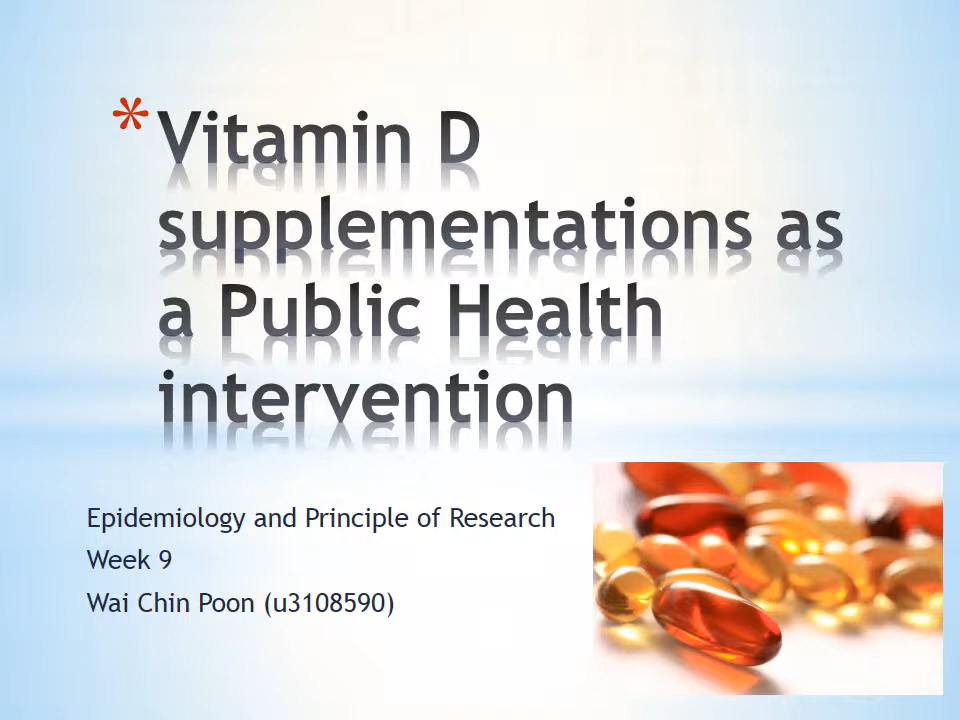 * Vitamin D
supplementations as
a Public Health
intervention
Epidemiology and Principle of Research
Week 9
Wai Chin Poon (u3108590)